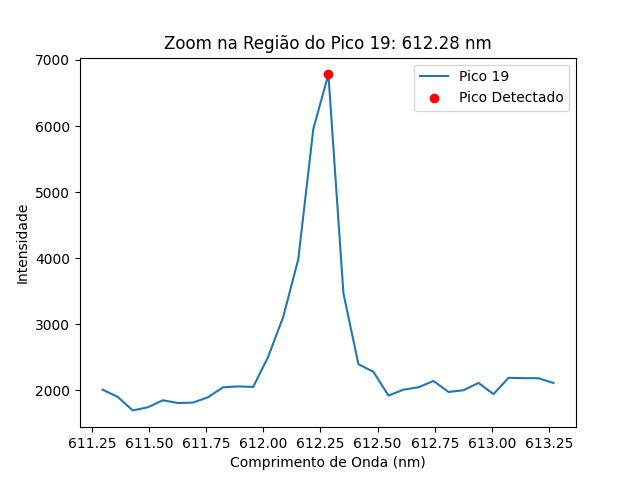 Zoom na Região do Pico 19: 612.28 nm
Pico 19
Pico Detectado
Intensidade
7000
6000
5000
4000
3000
2000
611.25 611.50 611.75 612.00 612.25 612.50 612.75 613.00 613.25
Comprimento de Onda (nm)